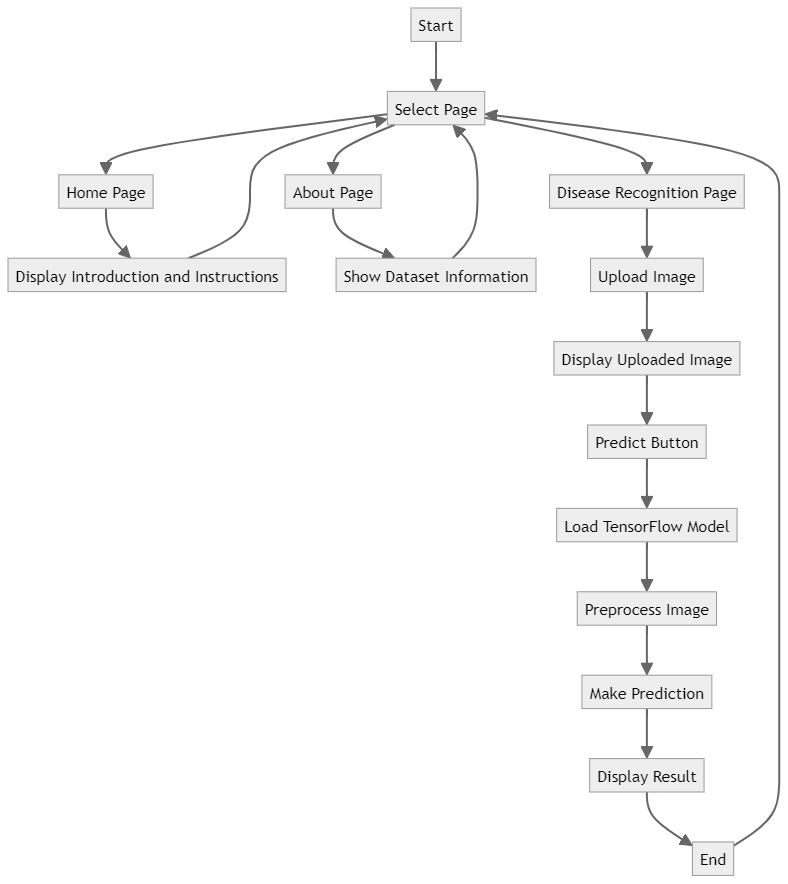 Start
Select Page
Home Page
About Page
Disease Recognition Page
Display Introduction and Instructions
Show Dataset Information
Upload Image
Display Uploaded Image
Predict Button
Load TensorFlow Model
Preprocess Image
Make Prediction
Display Result
End